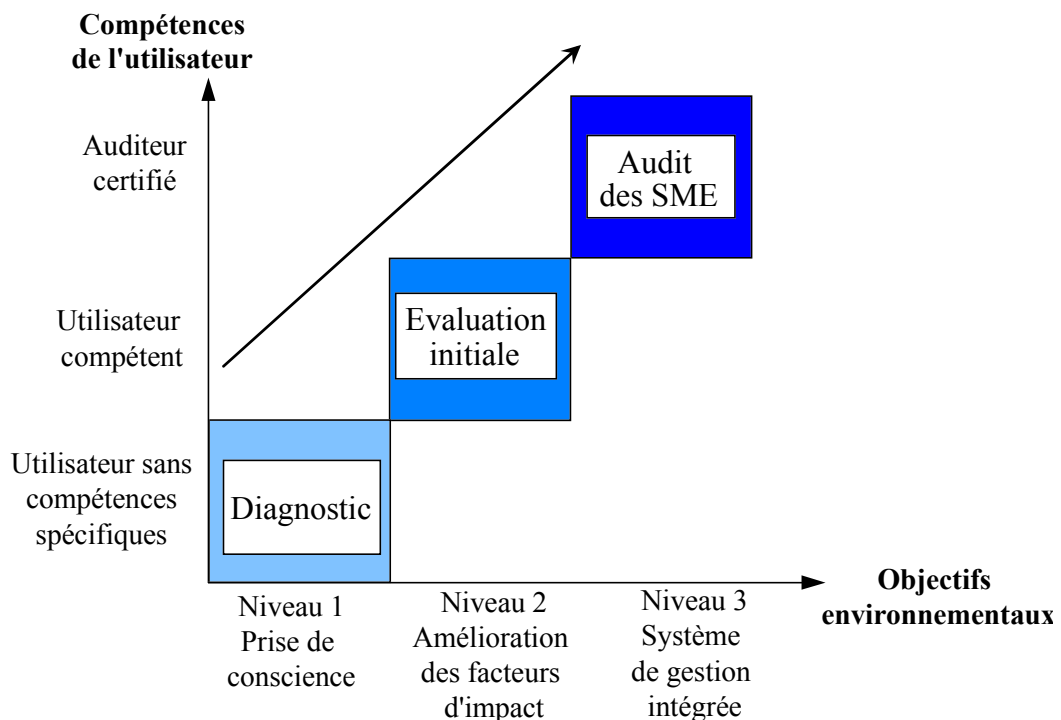 Compétences
de l'utilisateur
Auditeur
certifié
Audit
des SME
Utilisateur
compétent
Evaluation
initiale
Utilisateur sans
compétences
spécifiques
Diagnostic
Objectifs
environnementaux
Niveau 1
Prise de
conscience
Niveau 2
Amélioration
des facteurs
d'impact
Niveau 3
Système
de gestion
intégrée